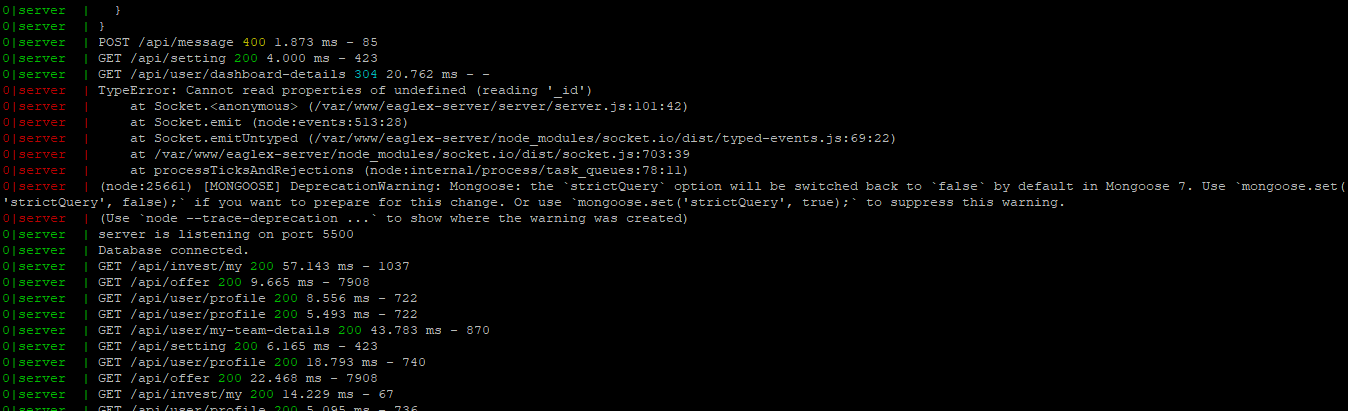 0|server  |   }
0|server  | }
0|server  | POST /api/message 400 1.873 ms - 85
0|server  | GET /api/setting 200 4.000 ms - 423
0|server  | GET /api/user/dashboard-details 304 20.762 ms - -
0|server  | TypeError: Cannot read properties of undefined (reading '_id')
0|server  |     at Socket.<anonymous> (/var/www/eaglex-server/server/server.js:101:42)
0|server  |     at Socket.emit (node:events:513:28)
0|server  |     at Socket.emitUntyped (/var/www/eaglex-server/node_modules/socket.io/dist/typed-events.js:69:22)
0|server  |     at /var/www/eaglex-server/node_modules/socket.io/dist/socket.js:703:39
0|server  |     at processTicksAndRejections (node:internal/process/task_queues:78:11)
0|server  | (node:25661) [MONGOOSE] DeprecationWarning: Mongoose: the `strictQuery` option will be switched back to `false` by default in Mongoose 7. Use `mongoose.set(
'strictQuery', false);` if you want to prepare for this change. Or use `mongoose.set('strictQuery', true);` to suppress this warning.
0|server  | (Use `node --trace-deprecation ...` to show where the warning was created)
0|server  | server is listening on port 5500
0|server  | Database connected.
0|server  | GET /api/invest/my 200 57.143 ms - 1037
0|server  | GET /api/offer 200 9.665 ms - 7908
0|server  | GET /api/user/profile 200 8.556 ms - 722
0|server  | GET /api/user/profile 200 5.493 ms - 722
0|server  | GET /api/user/my-team-details 200 43.783 ms - 870
0|server  | GET /api/setting 200 6.165 ms - 423
0|server  | GET /api/user/profile 200 18.793 ms - 740
0|server  | GET /api/offer 200 22.468 ms - 7908
0|server  | GET /api/invest/my 200 14.229 ms - 67
0|server  | GET /api/user/profile 200 5.095 ms - 736